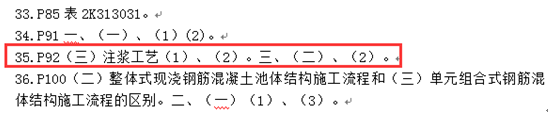 33.P85 表 2K313031。
34.P91 一、（一）、（1）(2）。
35.P92（三）注浆工艺（1）、（2）。三、（二）、（2）。
36.P100（二）整体式现浇钢筋混凝土池体结构施工流程和（三）单元组合式钢筋混
体结构施工流程的区别。二、（一）（1）、（3）。